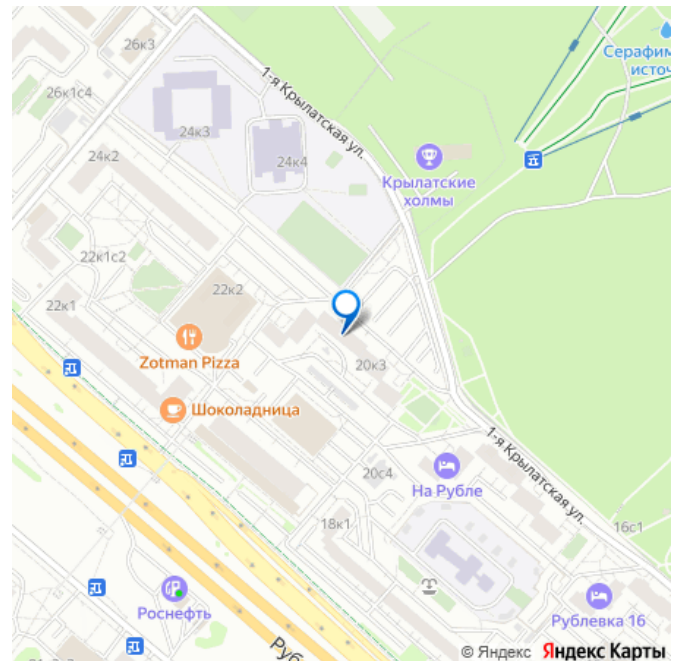 26к3
Серафим
источ
1-я Крылатская ул.
26к1с4
24к3
24к2
24к4
Крылатские
холмы
22к1с2
22к2
22к1
Zotman Pizza
20к3
Шоколадница
1-я Крылатская ул.
20с4
На Рубле
18к1
16с1
Роснефть
Рублевка 16
Руб
© Яндекс Яндекс Карты